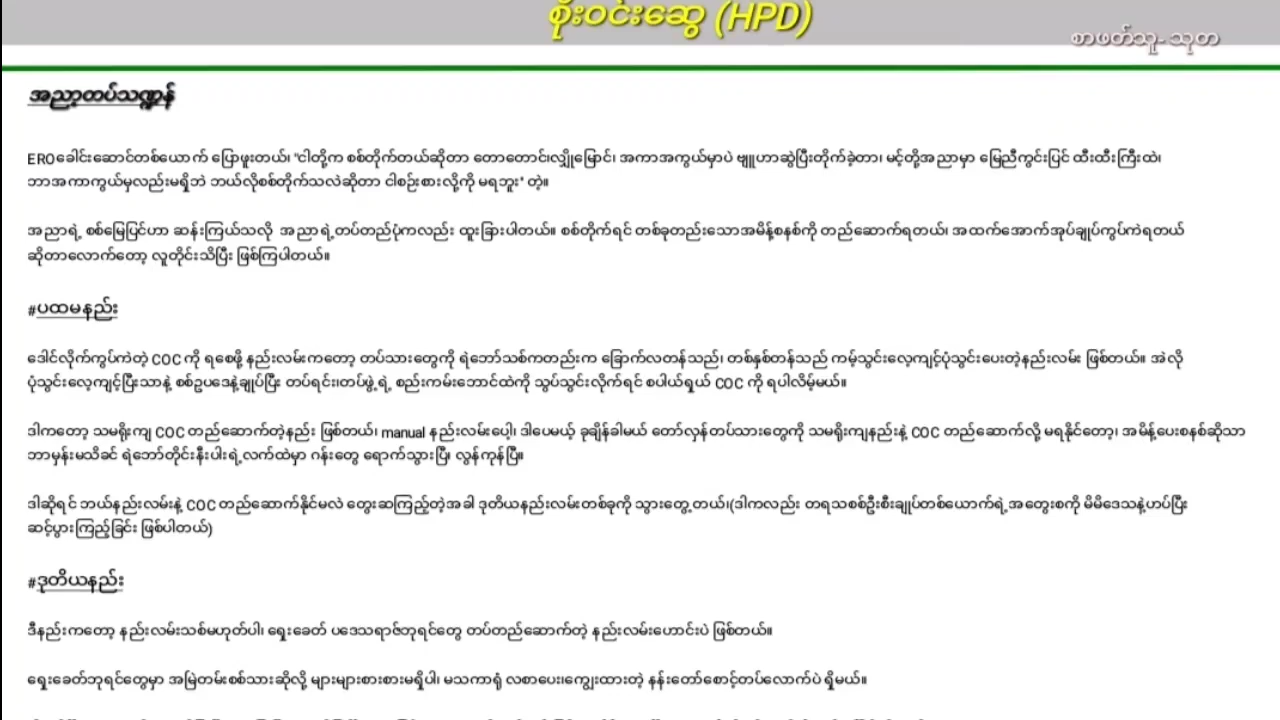 စိုးဝင်းဆွေ (HPD)
စာဖတ်သူ- သုတ
အညာ့တပ်သဏ္ဍာန်
EROခေါင်းဆောင်တစ်ယောက် ပြောဖူးတယ်၊ "ငါတို့က စစ်တိုက်တယ်ဆိုတာ တောတောင်၊လျှိုမြောင်၊ အကာအကွယ်မှာပဲ ဗျူဟာဆွဲပြီးတိုက်ခဲ့တာ၊ မင့်တို့အညာမှာ မြေညီကွင်းပြင် ထီးထီးကြီးထဲ၊
ဘာအကာကွယ်မှလည်းမရှိဘဲ ဘယ်လိုစစ်တိုက်သလဲဆိုတာ ငါစဉ်းစားလို့ကို မရဘူး" တဲ့။
အညာရဲ့ စစ်မြေပြင်ဟာ ဆန်းကြယ်သလို အညာရဲ့တပ်တည်ပုံကလည်း ထူးခြားပါတယ်။ စစ်တိုက်ရင် တစ်ခုတည်းသောအမိန့်စနစ်ကို တည်ဆောက်ရတယ်၊ အထက်အောက်အုပ်ချုပ်ကွပ်ကဲရတယ်
ဆိုတာလောက်တော့ လူတိုင်းသိပြီး ဖြစ်ကြပါတယ်။
#ပထမနည်း
ဒေါင်လိုက်ကွပ်ကဲတဲ့ COC ကို ရစေဖို့ နည်းလမ်းကတော့ တပ်သားတွေကို ရဲဘော်သစ်ကတည်းက ခြောက်လတန်သည်၊ တစ်နှစ်တန်သည် ကမ့်သွင်းလေ့ကျင့်ပုံသွင်းပေးတဲ့နည်းလမ်း ဖြစ်တယ်။ အဲလို
ပုံသွင်းလေ့ကျင့်ပြီးသာနဲ့ စစ်ဥပဒေနဲ့ချုပ်ပြီး တပ်ရင်း၊တပ်ဖွဲ့ရဲ့ စည်းကမ်းဘောင်ထဲကို သွပ်သွင်းလိုက်ရင် စပါယ်ရှယ် COC ကို ရပါလိမ့်မယ်။
ဒါကတော့ သမရိုးကျ COC တည်ဆောက်တဲ့နည်း ဖြစ်တယ်၊ manual နည်းလမ်းပေါ့၊ ဒါပေမယ့် ခုချိန်ခါမယ် တော်လှန်တပ်သားတွေကို သမရိုးကျနည်းနဲ့ COC တည်ဆောက်လို့ မရနိုင်တော့၊ အမိန့်ပေးစနစ်ဆိုသာ
ဘာမှန်းမသိခင် ရဲဘော်တိုင်းနီးပါးရဲ့လက်ထဲမှာ ဂန်းတွေ ရောက်သွားပြီ၊ လွန်ကုန်ပြီ။
ဒါဆိုရင် ဘယ်နည်းလမ်းနဲ့ COC တည်ဆောက်နိုင်မလဲ တွေးဆကြည့်တဲ့အခါ ဒုတိယနည်းလမ်းတစ်ခုကို သွားတွေ့တယ်၊(ဒါကလည်း တရသစစ်ဦးစီးချုပ်တစ်ယောက်ရဲ့အတွေးစကို မိမိဒေသနဲ့ဟပ်ပြီး
ဆင့်ပွားကြည့်ခြင်း ဖြစ်ပါတယ်)
#ဒုတိယနည်း
ဒီနည်းကတော့ နည်းလမ်းသစ်မဟုတ်ပါ၊ ရှေးခေတ် ပဒေသရာဇ်ဘုရင်တွေ တပ်တည်ဆောက်တဲ့ နည်းလမ်းဟောင်းပဲ ဖြစ်တယ်။
ရှေးခေတ်ဘုရင်တွေမှာ အမြဲတမ်းစစ်သားဆိုလို့ များများစားစားမရှိပါ၊ မသကာရုံ လစာပေး၊ကျွေးထားတဲ့ နန်းတော်စောင့်တပ်လောက်ပဲ ရှိမယ်။